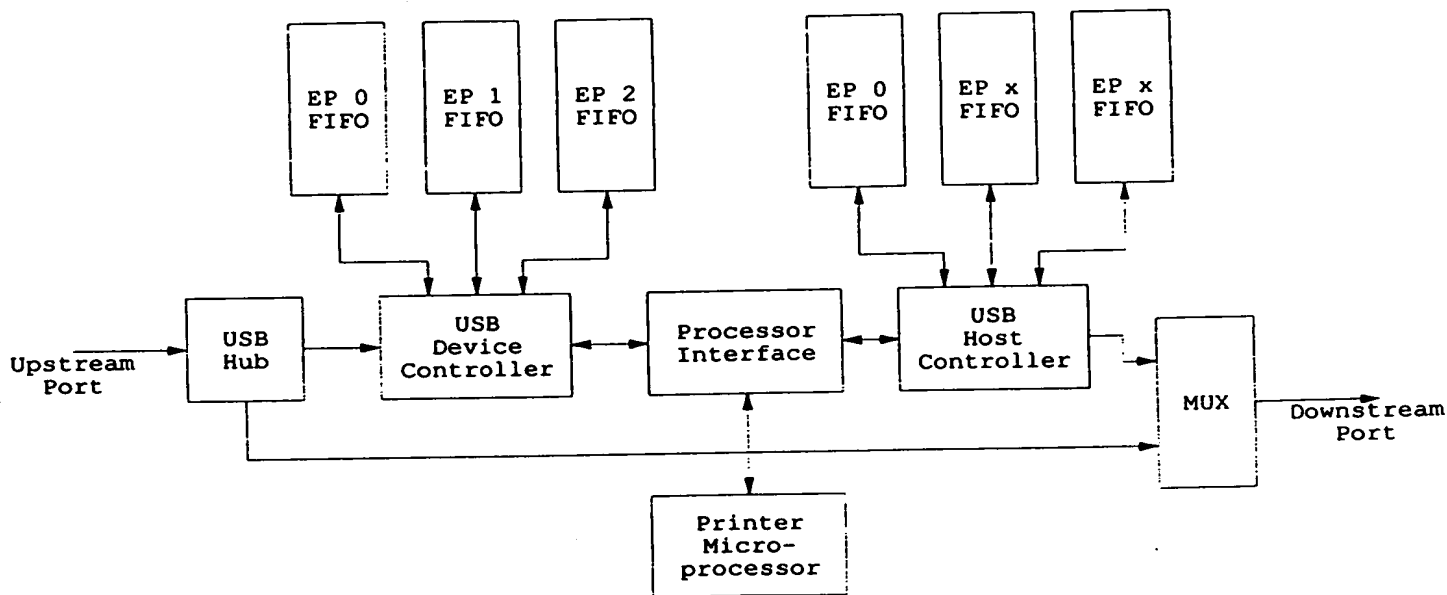 EP 0
FIFO
EP 1
FIFO
EP 2
FIFO
EP 0
FIFO
EP x
FIFO
EP x
FIFO
Upstream
Port
USB
Hub
USB
Device
Controller
Processor
Interface
USB
Host
Controller
MUX
Downstream
Port
Printer
Micro-
processor